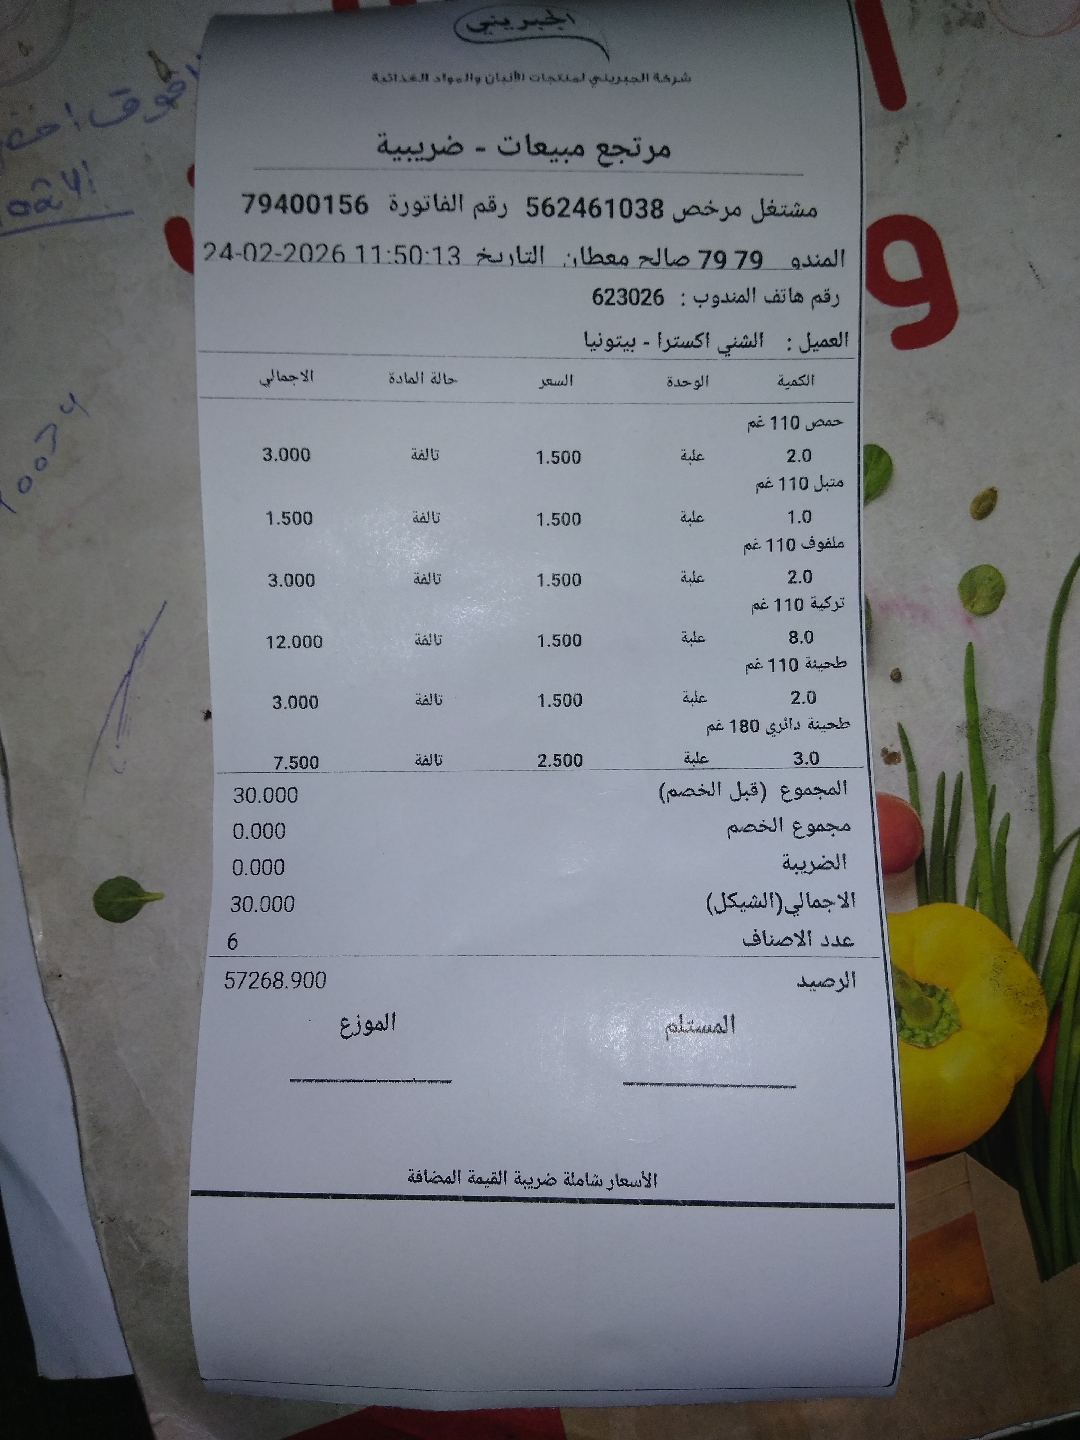 الجبريني
شركة الجبريني لمنتجات الألبان والمواد الغذائية
مرتجع مبيعات - ضريبية
مشتغل مرخص 562461038 رقم الفاتورة 79400156
المندو 79 79 صالح معطان التاريخ 24-02-2026 11:50:13
رقم هاتف المندوب : 623026
العميل : الشني اكسترا - بيتونيا
الكمية الوحدة السعر حالة المادة الاجمالي
حمص 110 غم
2.0 علبة 1.500 تالفة 3.000
متبل 110 غم
1.0 علبة 1.500 تالفة 1.500
ملفوف 110 غم
2.0 علبة 1.500 تالفة 3.000
تركية 110 غم
8.0 علبة 1.500 تالفة 12.000
طحينة 110 غم
2.0 علبة 1.500 تالفة 3.000
طحينة دائري 180 غم
3.0 علبة 2.500 تالفة 7.500
المجموع (قبل الخصم) 30.000
مجموع الخصم 0.000
الضريبة 0.000
الاجمالي(الشيكل) 30.000
عدد الاصناف 6
الرصيد 57268.900
المستلم الموزع
الأسعار شاملة ضريبة القيمة المضافة